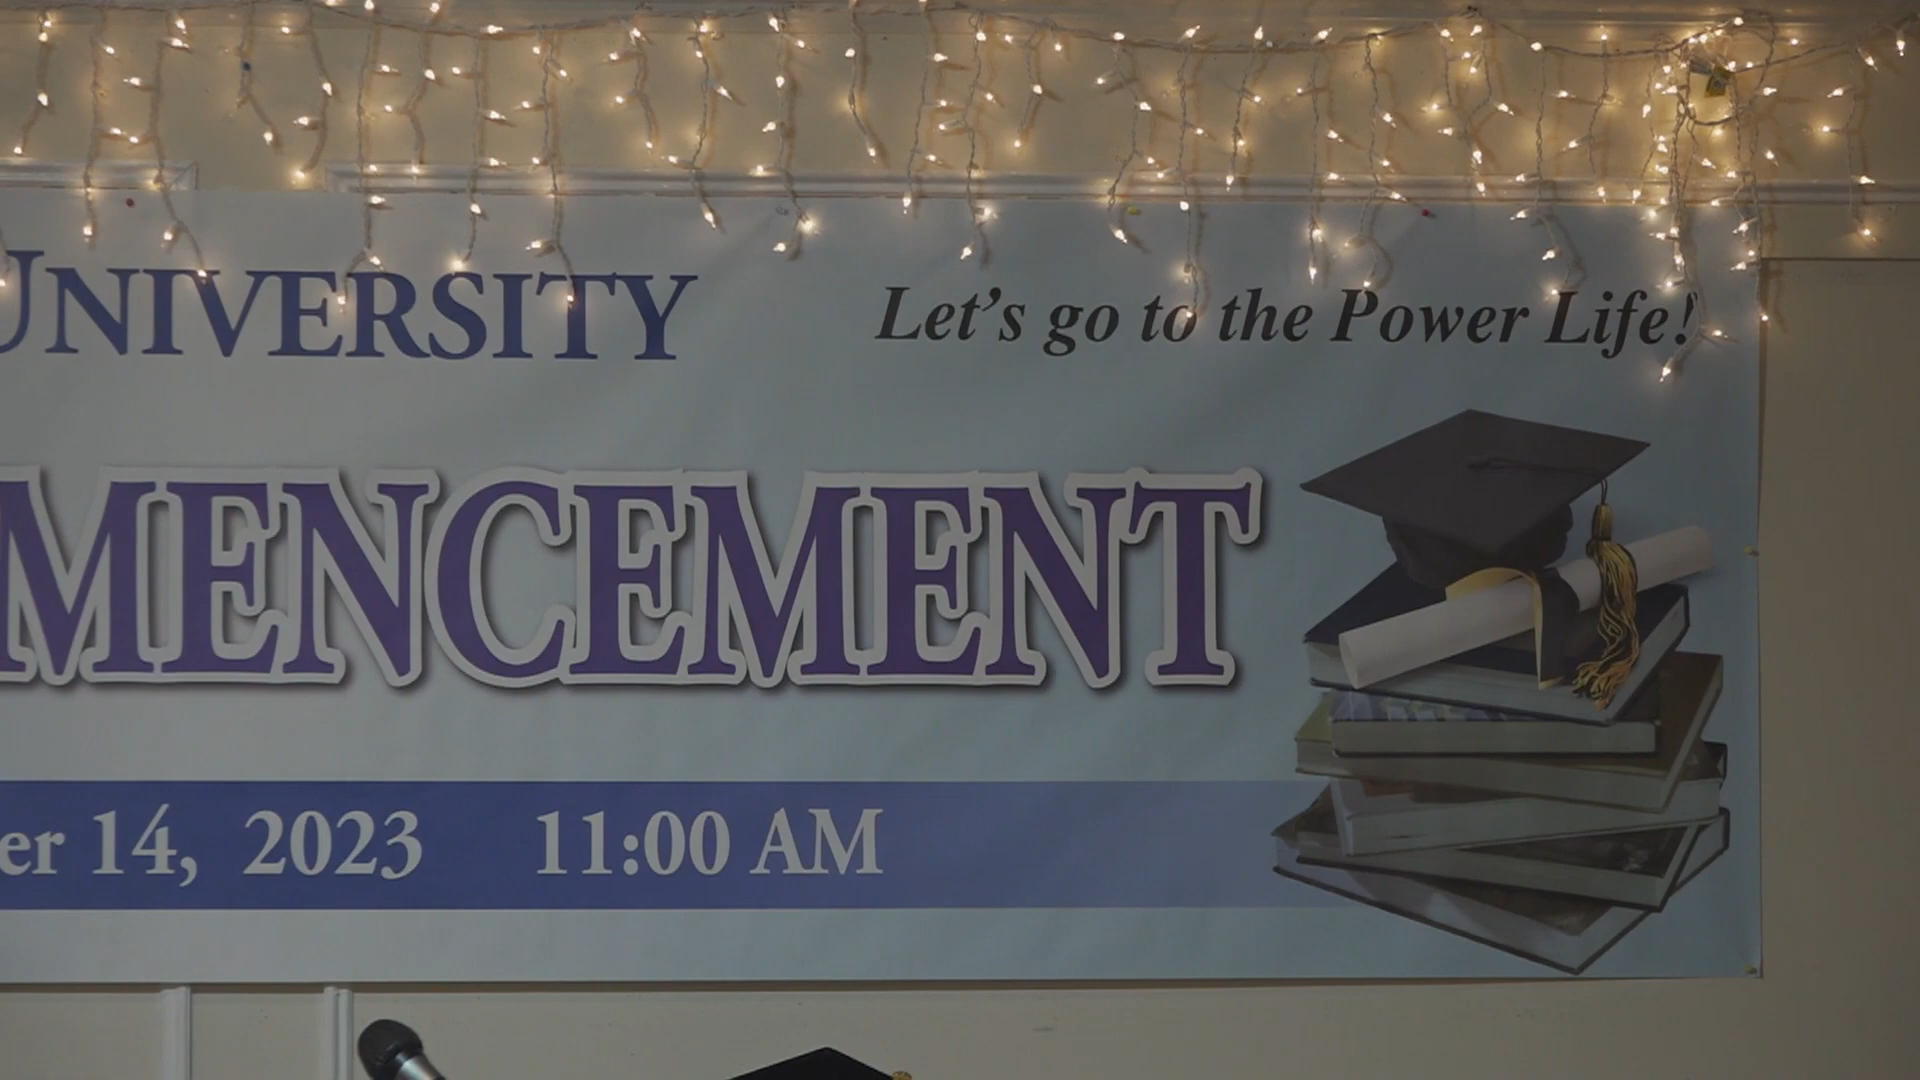 UNIVERSITY
Let's go to the Power Life!
MENCEMENT
er 14, 2023 11:00 AM